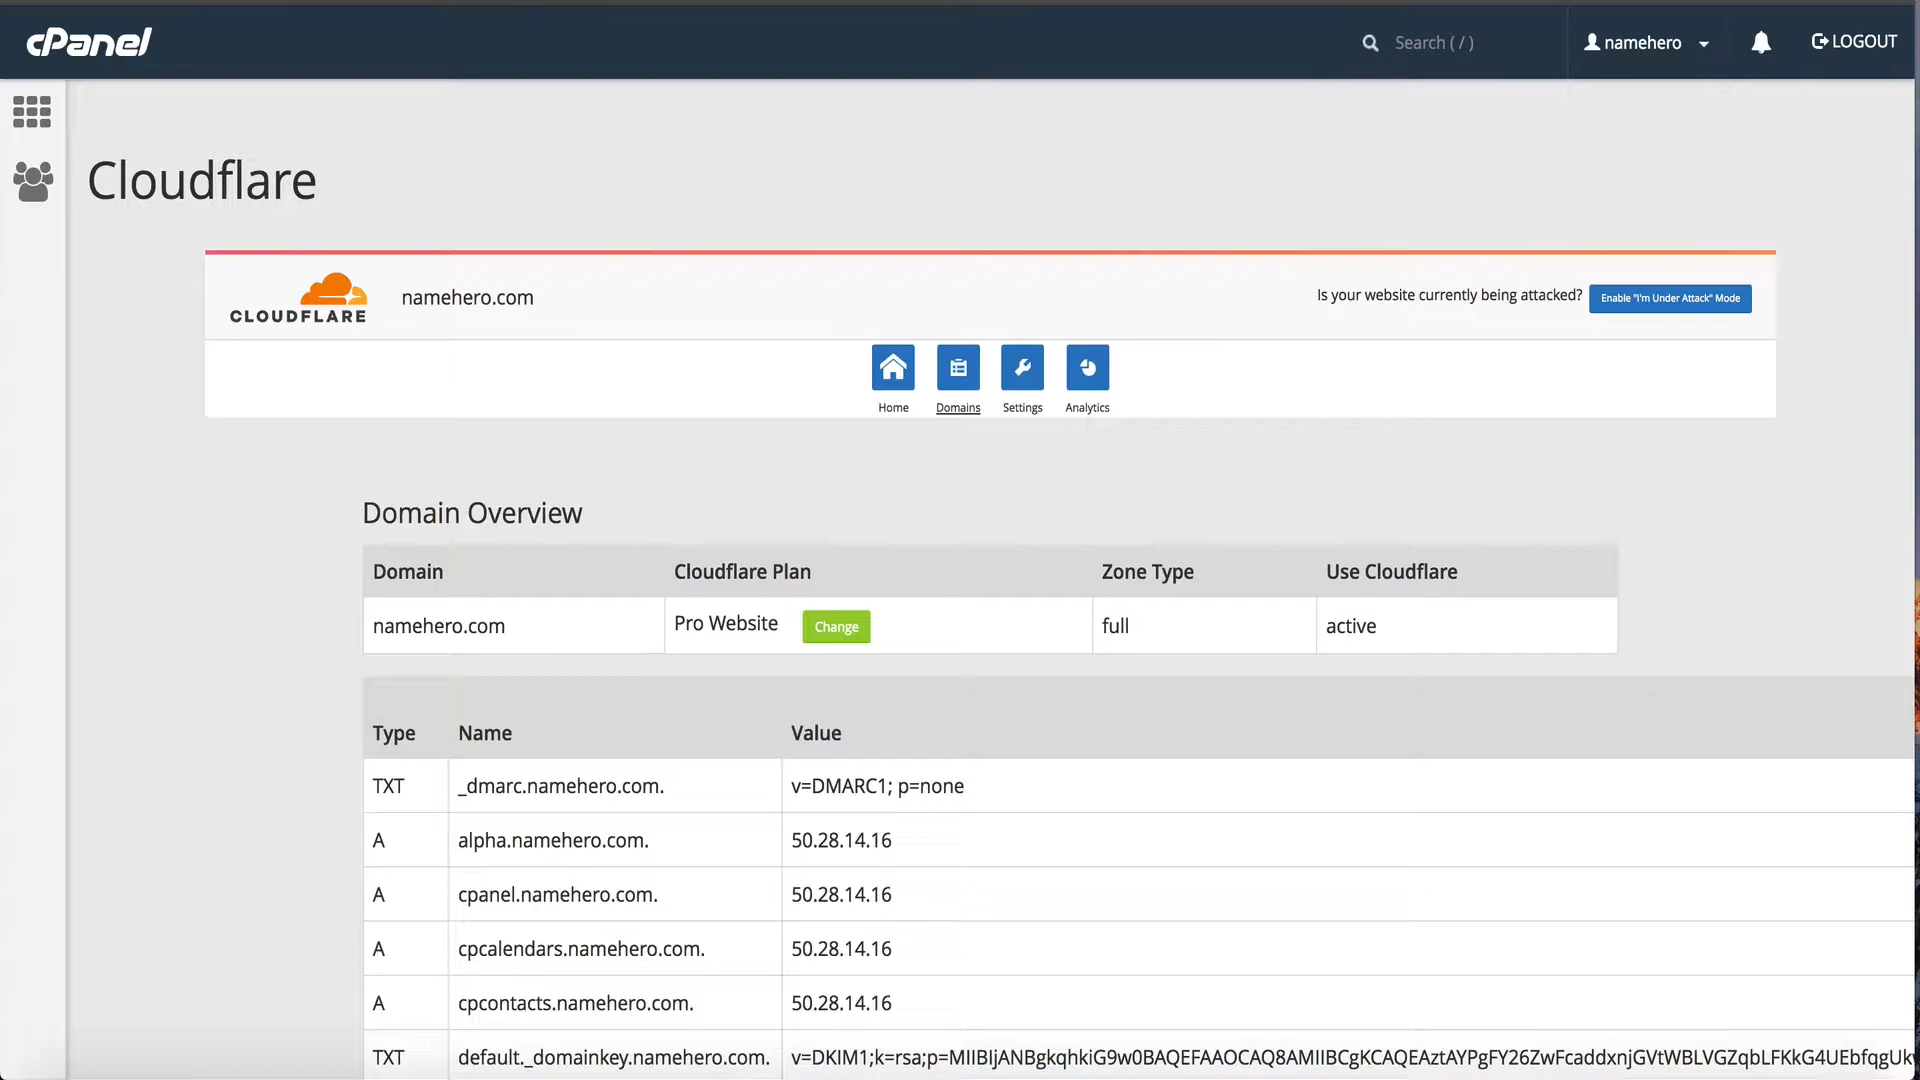 cPanel
Search ( / )
namehero
LOGOUT
Cloudflare
CLOUDFLARE
namehero.com
Is your website currently being attacked?
Enable "I'm Under Attack" Mode
Home
Domains
Settings
Analytics
Domain Overview
Domain Cloudflare Plan Zone Type Use Cloudflare
namehero.com Pro Website Change full active
Type Name Value
TXT _dmarc.namehero.com. v=DMARC1; p=none
A alpha.namehero.com. 50.28.14.16
A cpanel.namehero.com. 50.28.14.16
A cpcalendars.namehero.com. 50.28.14.16
A cpcontacts.namehero.com. 50.28.14.16
TXT default._domainkey.namehero.com.